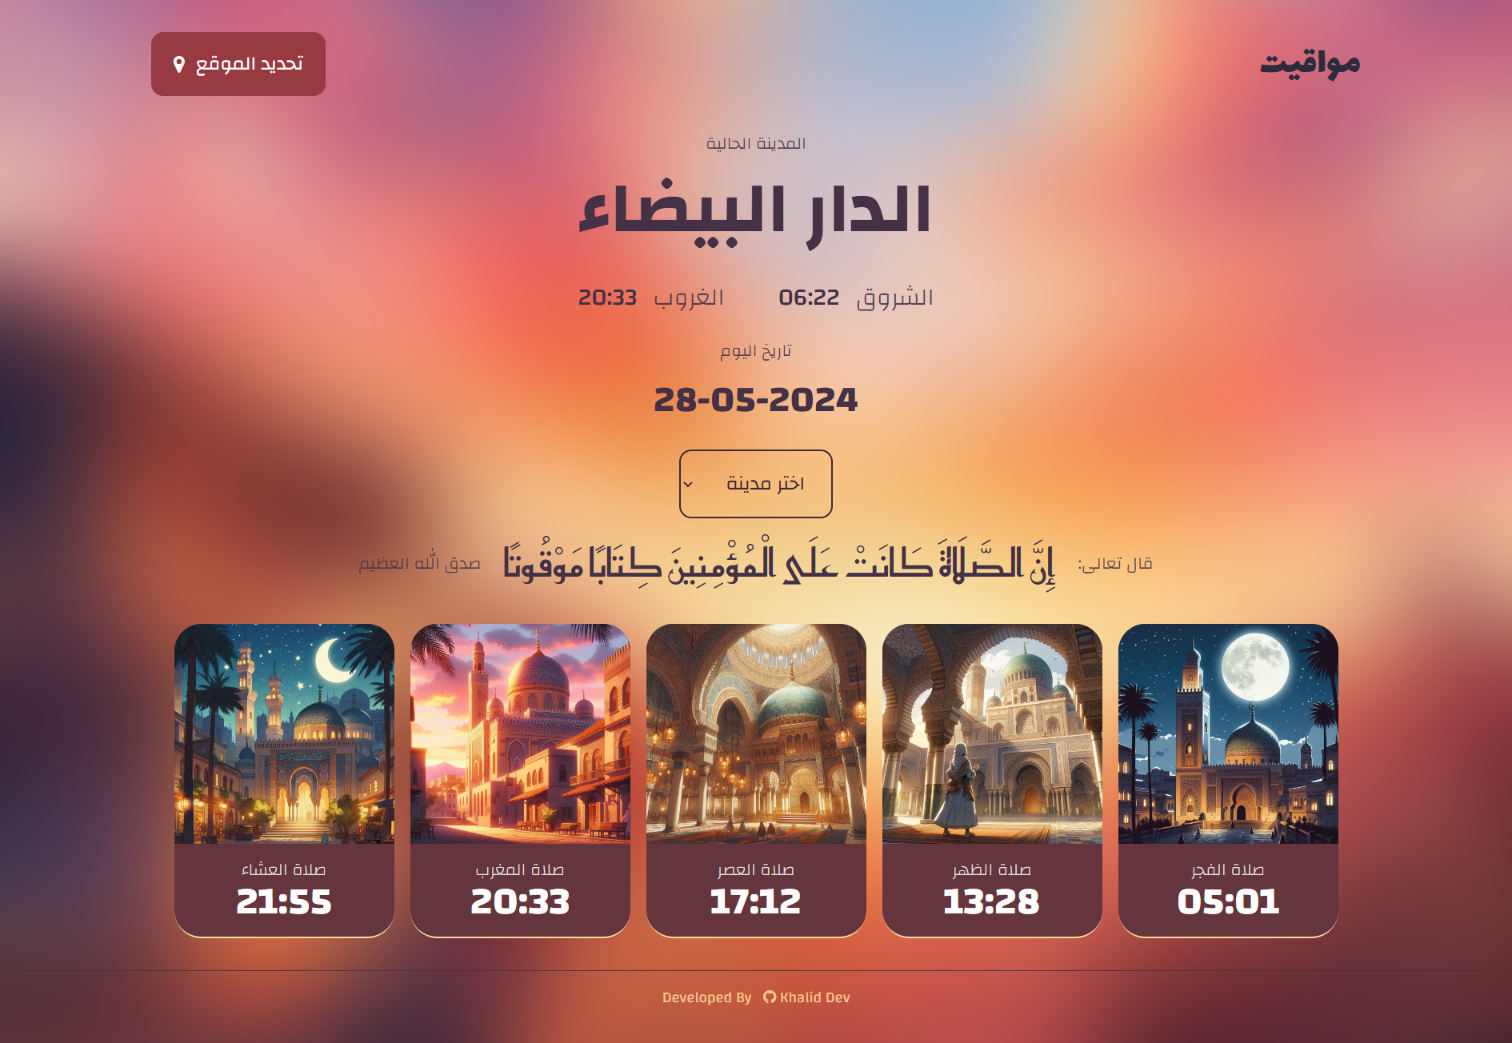 مواقيت
تحديد الموقع
المدينة الحالية
الدار البيضاء
الشروق 06:22 الغروب 20:33
تاريخ اليوم
28-05-2024
اختر مدينة
قال تعالى: إِنَّ الصَّلَاةَ كَانَتْ عَلَى الْمُؤْمِنِينَ كِتَابًا مَوْقُوتًا صدق الله العظيم
صلاة الفجر
05:01
صلاة الظهر
13:28
صلاة العصر
17:12
صلاة المغرب
20:33
صلاة العشاء
21:55
Developed By Khalid Dev